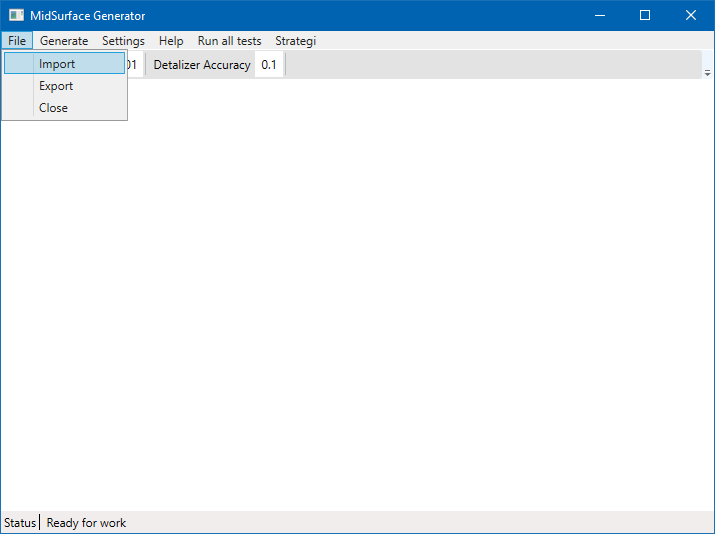 MidSurface Generator
File Generate Settings Help Run all tests Strategi
Import
Export
Close
01 Detalizer Accuracy 0.1
Status Ready for work